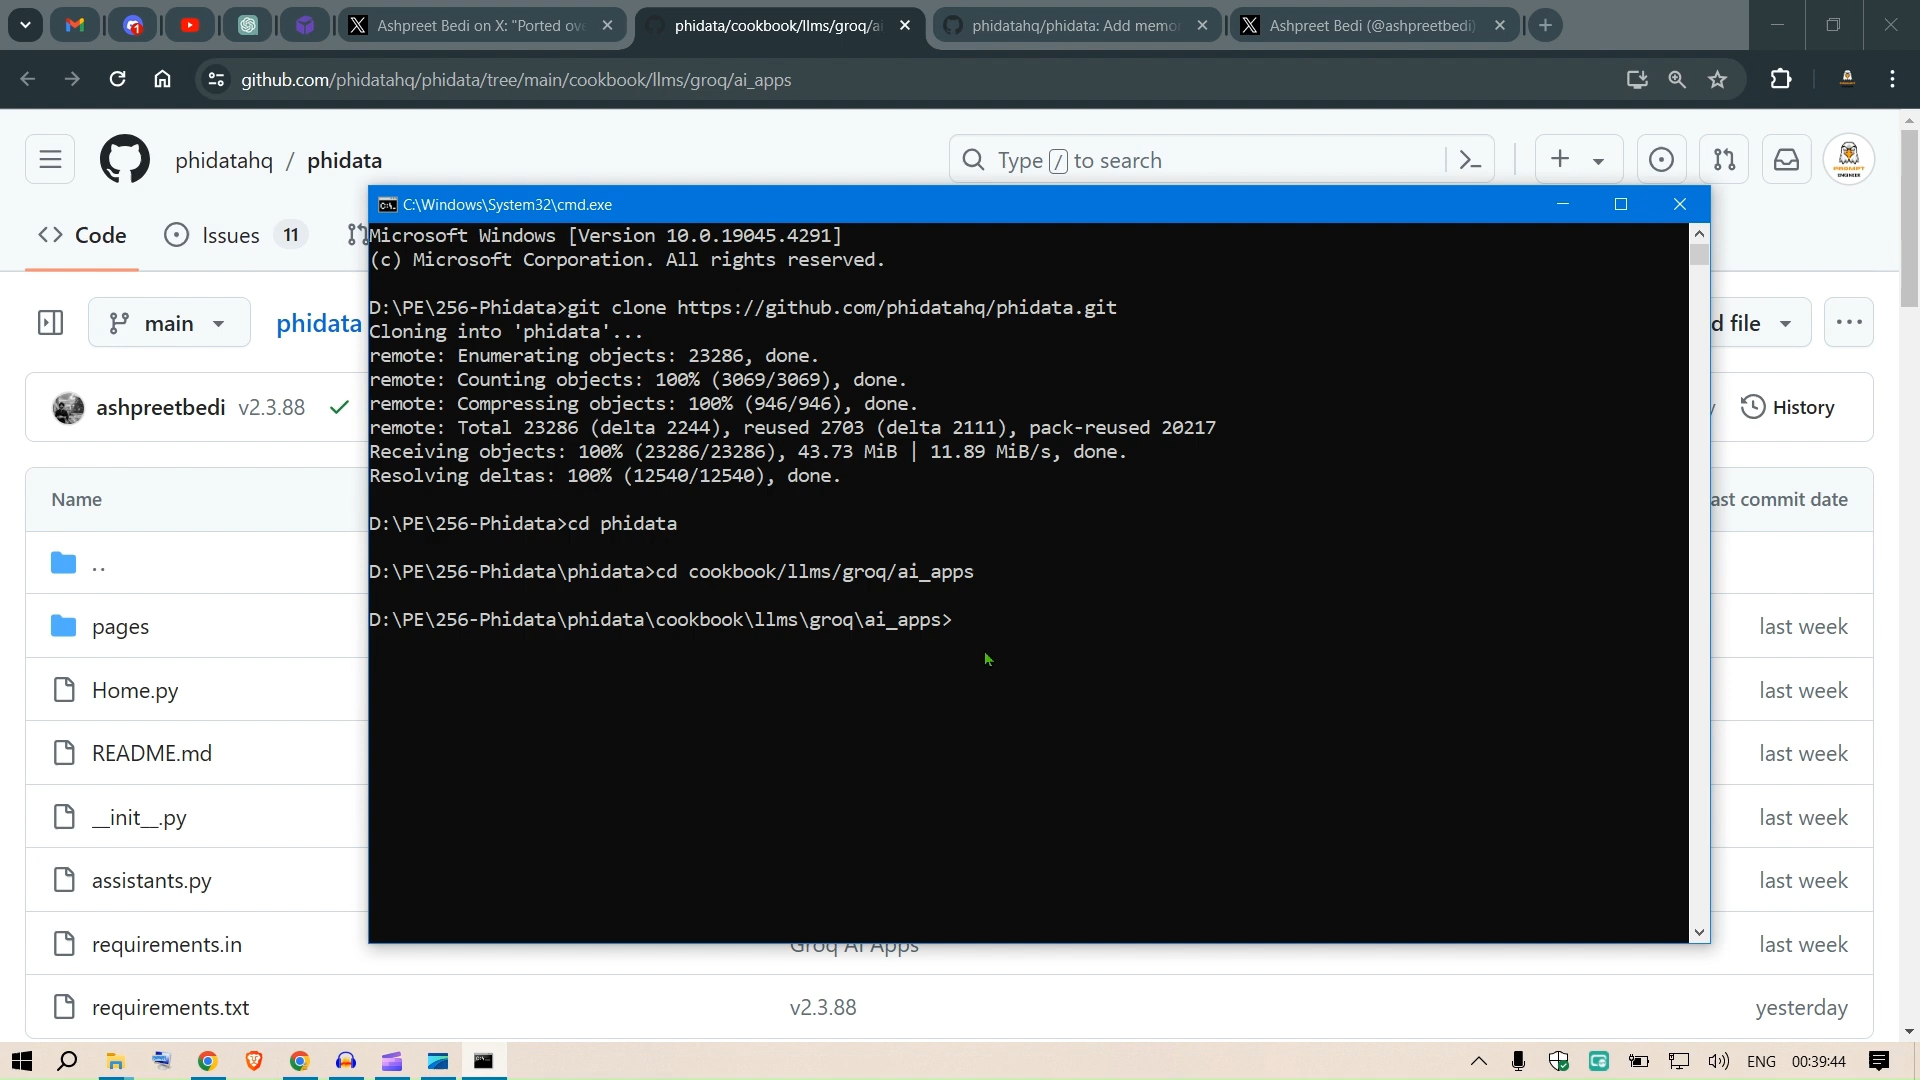 Ashpreet Bedi on X: "Ported ove
phidata/cookbook/llms/groq/ai
phidatahq/phidata: Add memor
Ashpreet Bedi (@ashpreetbedi)
github.com/phidatahq/phidata/tree/main/cookbook/llms/groq/ai_apps
phidatahq / phidata
Type / to search
Code
Issues 11
C:\Windows\System32\cmd.exe
Microsoft Windows [Version 10.0.19045.4291]
(c) Microsoft Corporation. All rights reserved.
D:\PE\256-Phidata>git clone https://github.com/phidatahq/phidata.git
Cloning into 'phidata'...
remote: Enumerating objects: 23286, done.
remote: Counting objects: 100% (3069/3069), done.
remote: Compressing objects: 100% (946/946), done.
remote: Total 23286 (delta 2244), reused 2703 (delta 2111), pack-reused 20217
Receiving objects: 100% (23286/23286), 43.73 MiB | 11.89 MiB/s, done.
Resolving deltas: 100% (12540/12540), done.
D:\PE\256-Phidata>cd phidata
D:\PE\256-Phidata\phidata>cd cookbook/llms/groq/ai_apps
D:\PE\256-Phidata\phidata\cookbook\llms\groq\ai_apps>
main
phidata
d file
ashpreetbedi v2.3.88
History
Name
ast commit date
..
pages
last week
Home.py
last week
README.md
last week
__init__.py
last week
assistants.py
last week
requirements.in
Groq AI Apps
last week
requirements.txt
v2.3.88
yesterday
ENG
00:39:44